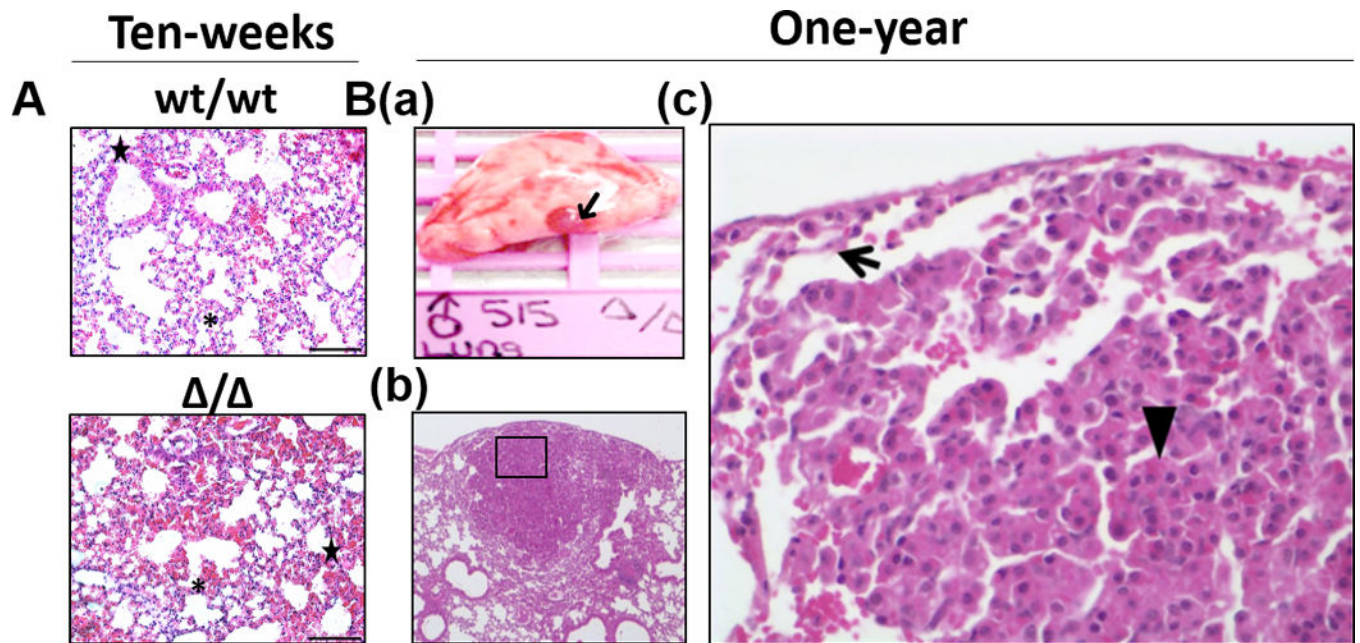 Ten-weeks
One-year
A
wt/wt
B(a)
(c)
*
♂ 515 Δ/Δ
Lung
Δ/Δ
(b)
*